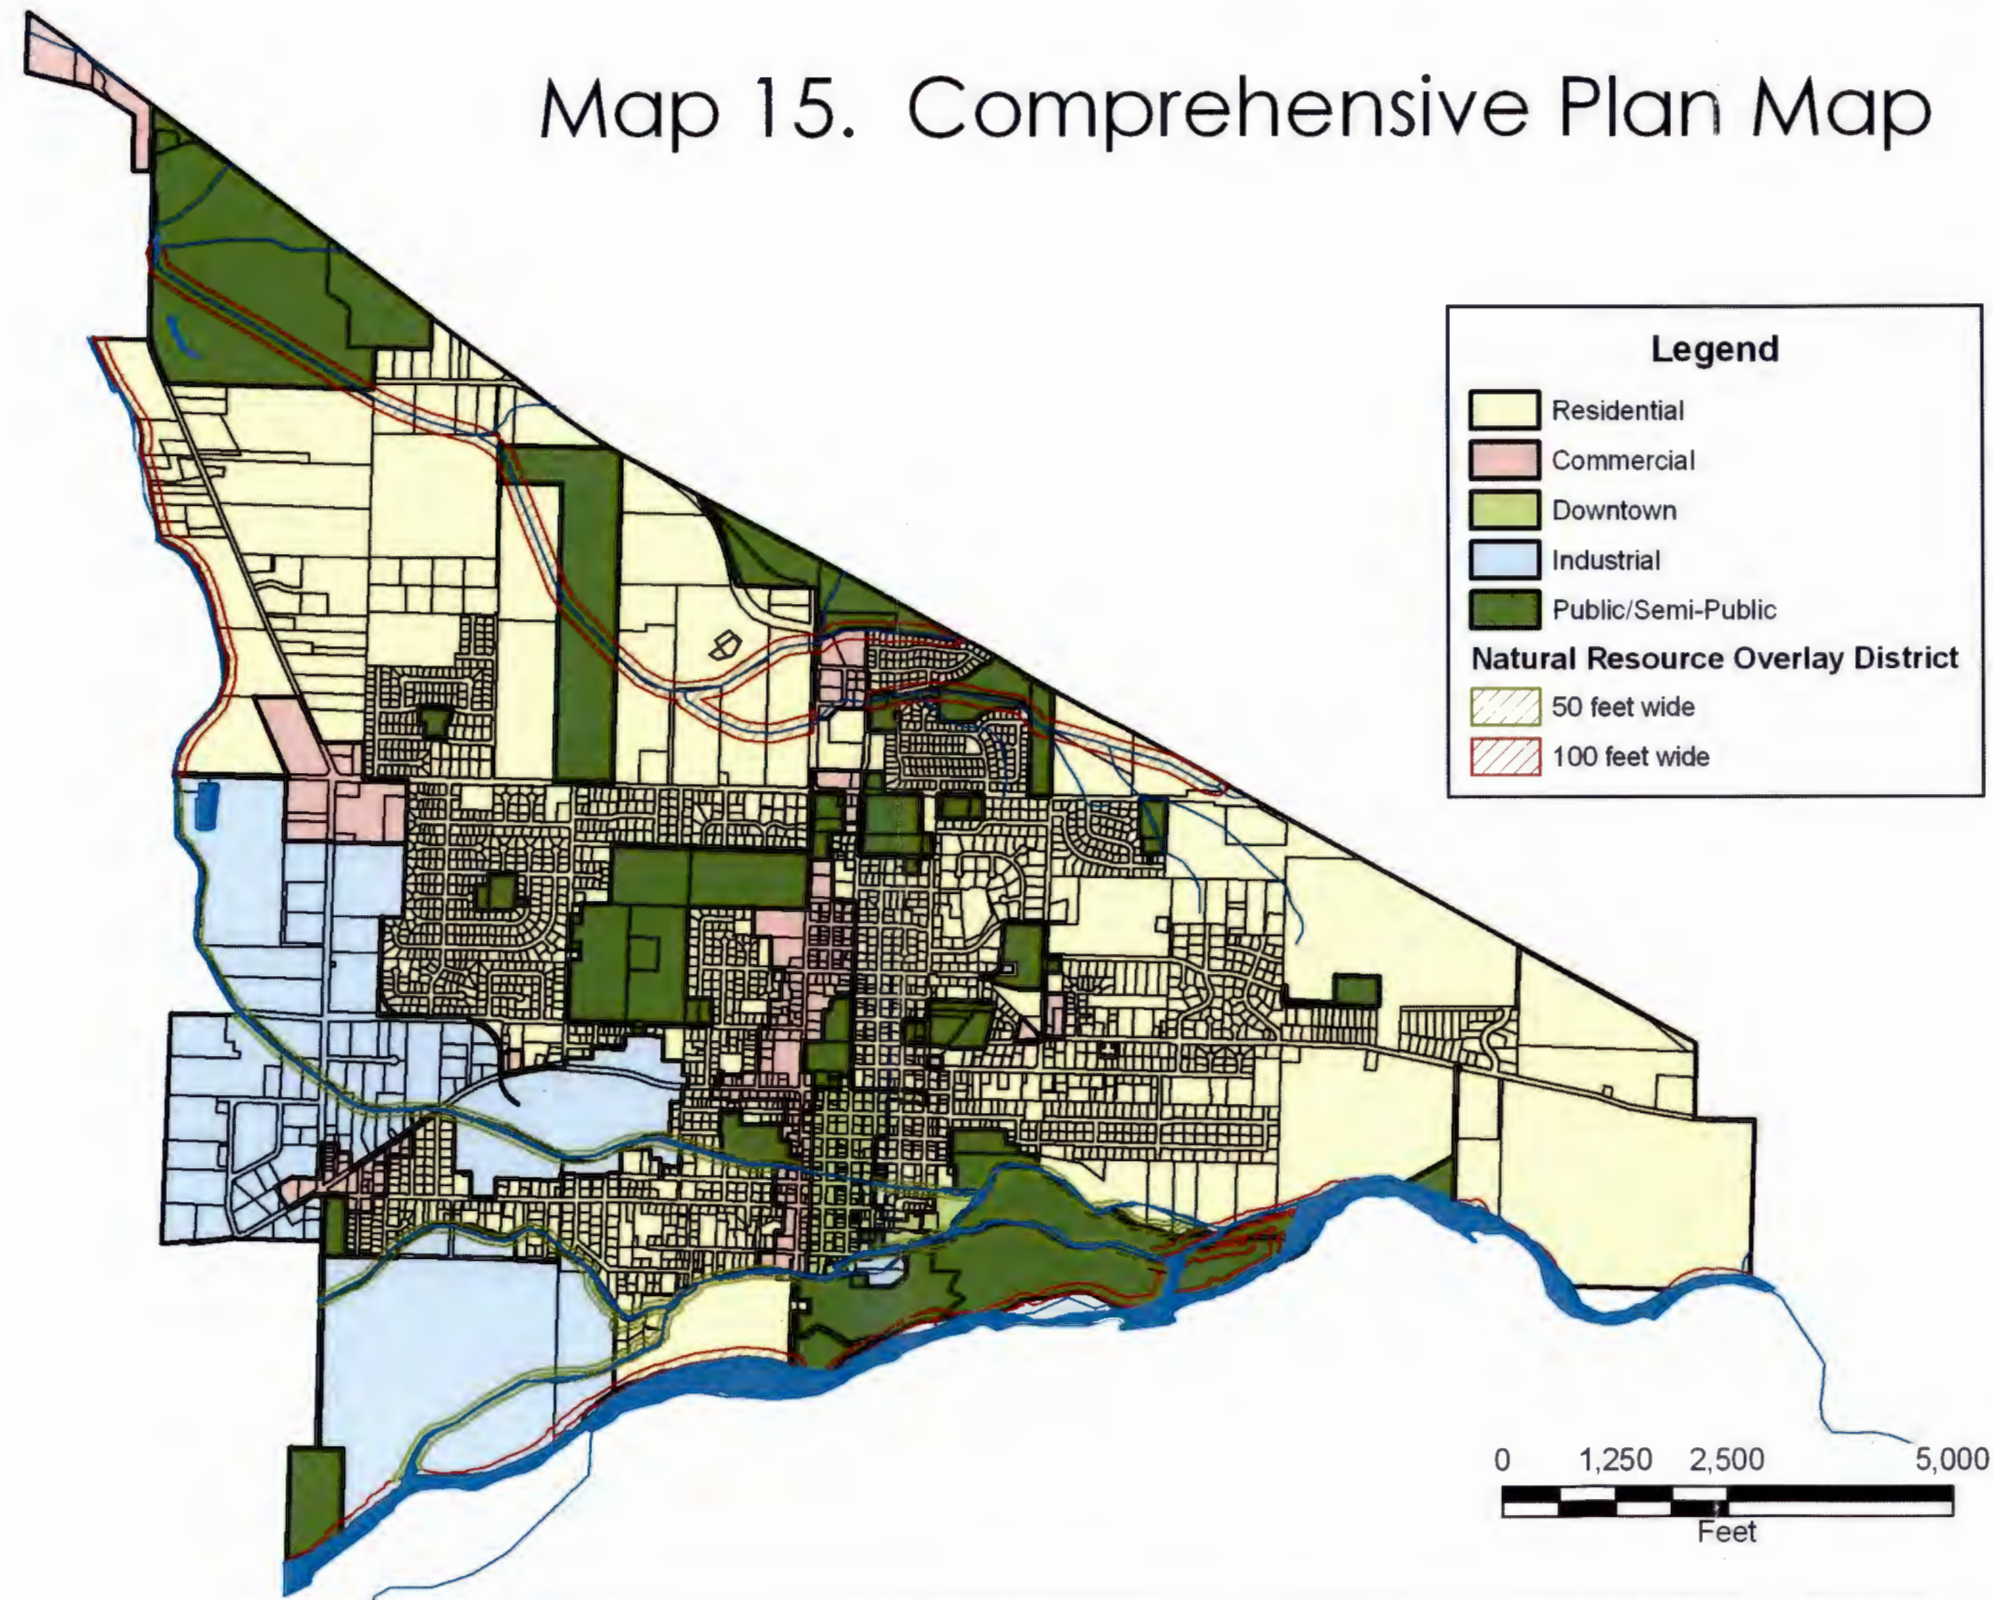 Map 15. Comprehensive Plan Map
Legend
Residential
Commercial
Downtown
Industrial
Public/Semi-Public
Natural Resource Overlay District
50 feet wide
100 feet wide
0 1,250 2,500 5,000
Feet